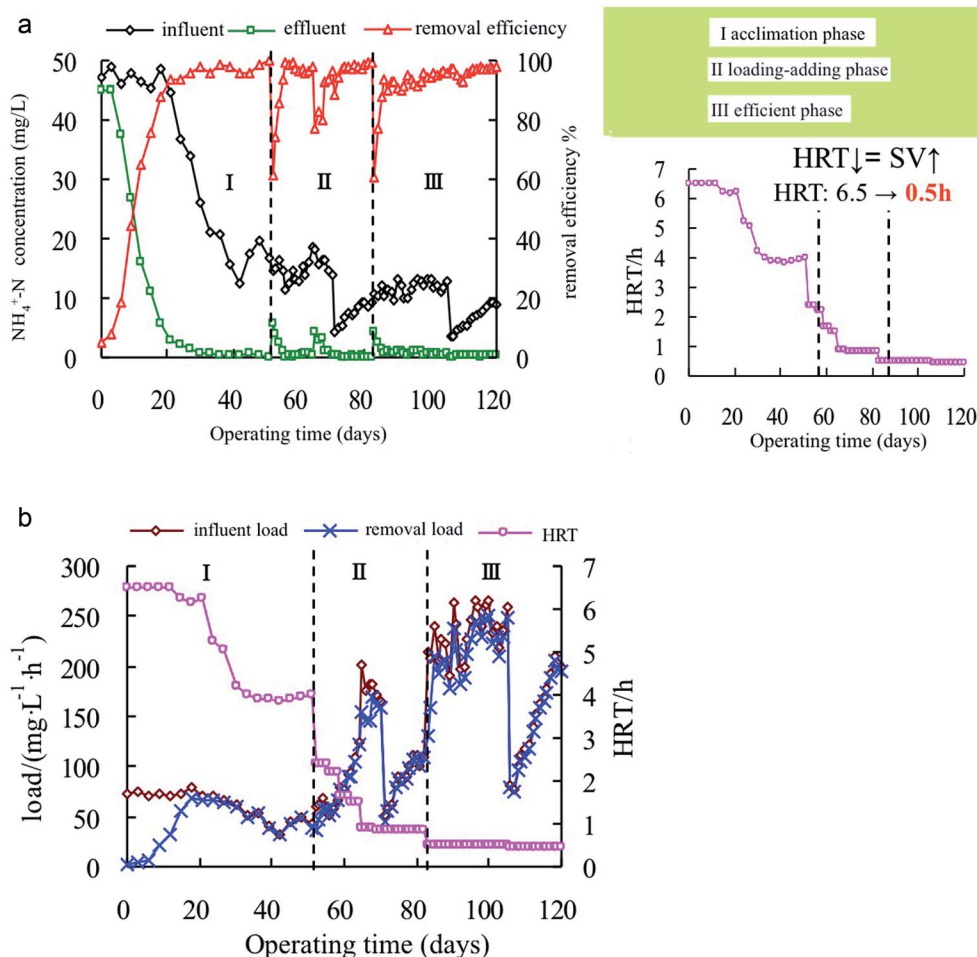 a
influent effluent removal efficiency
50 100
40 80
30 60
20 40
10 20
0 0
NH₄⁺-N concentration (mg/L)
removal efficiency %
I II III
0 20 40 60 80 100 120
Operating time (days)
I acclimation phase
II loading-adding phase
III efficient phase
HRT↓= SV↑
HRT: 6.5 → 0.5h
7
6
5
4
3
2
1
0
HRT/h
0 20 40 60 80 100 120
Operating time (days)
b
influent load removal load HRT
I II III
300 7
250 6
200 5
150 4
100 3
50 2
0 1
0
load/(mg·L⁻¹·h⁻¹)
HRT/h
0 20 40 60 80 100 120
Operating time (days)